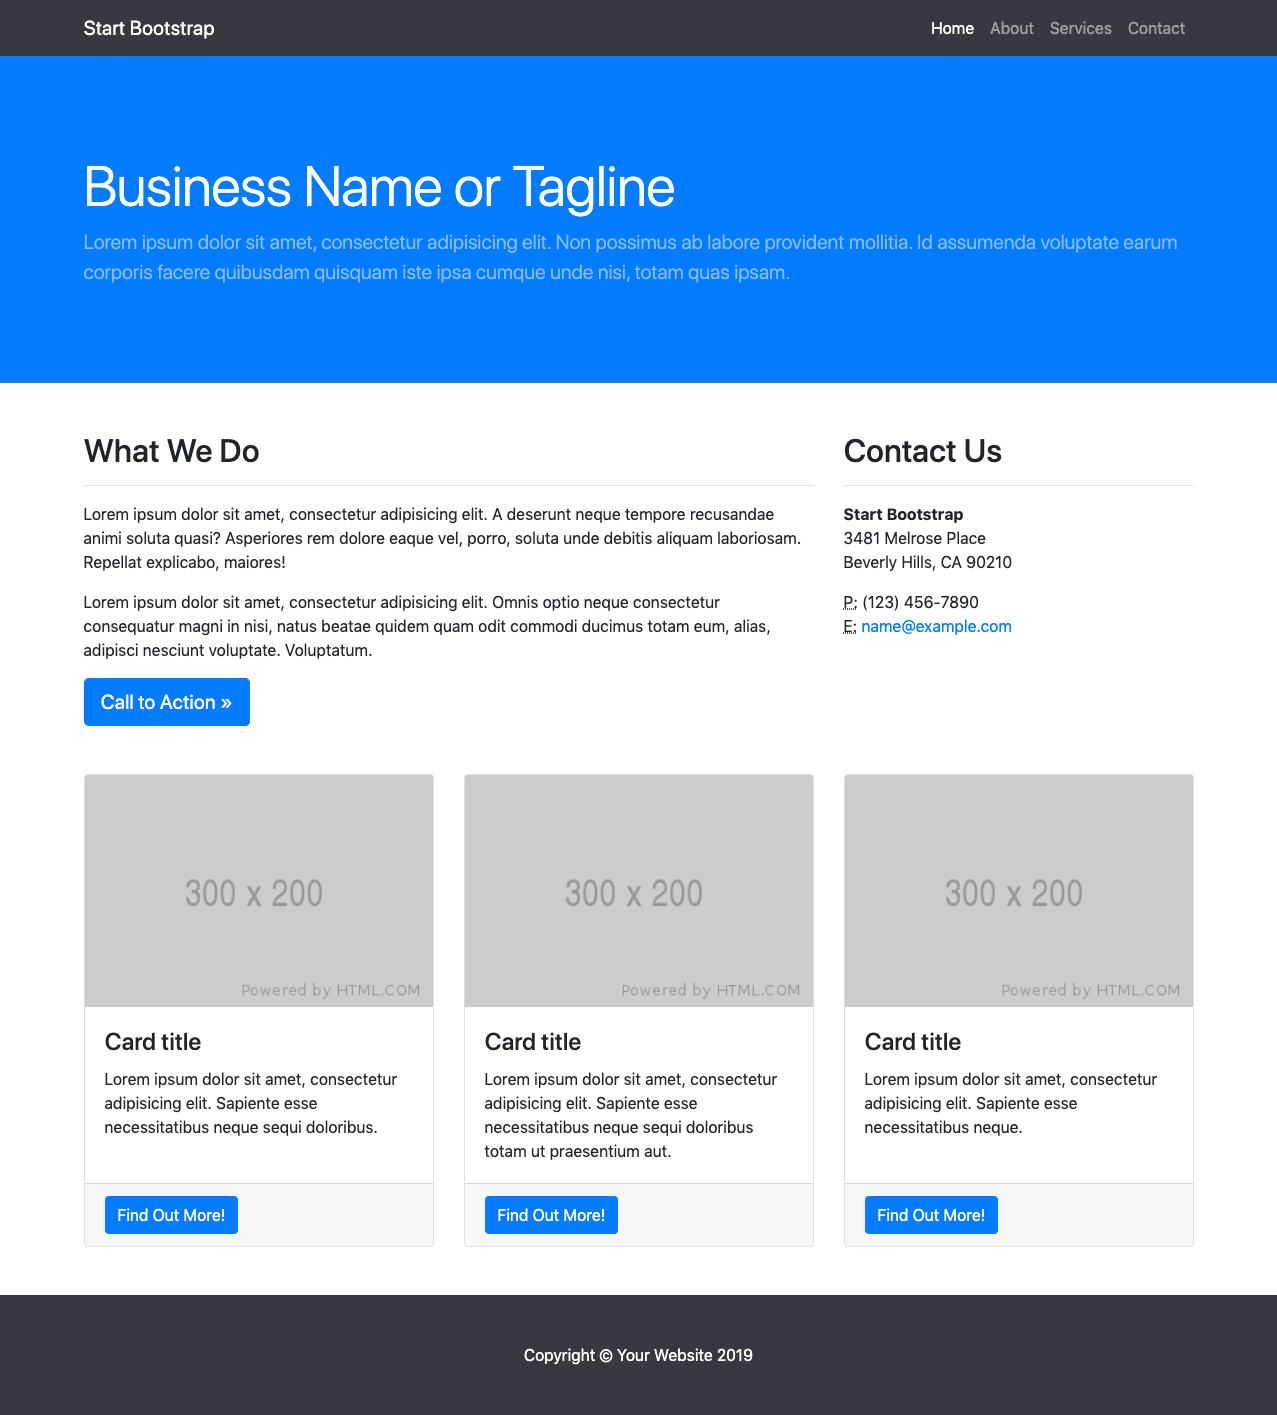 Start Bootstrap
Home About Services Contact
Business Name or Tagline
Lorem ipsum dolor sit amet, consectetur adipisicing elit. Non possimus ab labore provident mollitia. Id assumenda voluptate earum
corporis facere quibusdam quisquam iste ipsa cumque unde nisi, totam quas ipsam.
What We Do
Lorem ipsum dolor sit amet, consectetur adipisicing elit. A deserunt neque tempore recusandae
animi soluta quasi? Asperiores rem dolore eaque vel, porro, soluta unde debitis aliquam laboriosam.
Repellat explicabo, maiores!
Lorem ipsum dolor sit amet, consectetur adipisicing elit. Omnis optio neque consectetur
consequatur magni in nisi, natus beatae quidem quam odit commodi ducimus totam eum, alias,
adipisci nesciunt voluptate. Voluptatum.
Call to Action »
Contact Us
Start Bootstrap
3481 Melrose Place
Beverly Hills, CA 90210
P: (123) 456-7890
E: name@example.com
300 x 200
Powered by HTML.COM
Card title
Lorem ipsum dolor sit amet, consectetur
adipisicing elit. Sapiente esse
necessitatibus neque sequi doloribus.
Find Out More!
300 x 200
Powered by HTML.COM
Card title
Lorem ipsum dolor sit amet, consectetur
adipisicing elit. Sapiente esse
necessitatibus neque sequi doloribus
totam ut praesentium aut.
Find Out More!
300 x 200
Powered by HTML.COM
Card title
Lorem ipsum dolor sit amet, consectetur
adipisicing elit. Sapiente esse
necessitatibus neque.
Find Out More!
Copyright © Your Website 2019